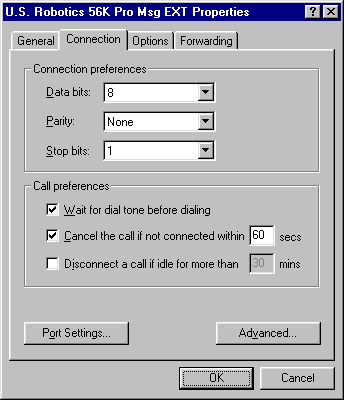 U.S. Robotics 56K Pro Msg EXT Properties
General Connection Options Forwarding
Connection preferences
Data bits: 8
Parity: None
Stop bits: 1
Call preferences
Wait for dial tone before dialing
Cancel the call if not connected within 60 secs
Disconnect a call if idle for more than 30 mins
Port Settings... Advanced...
OK Cancel